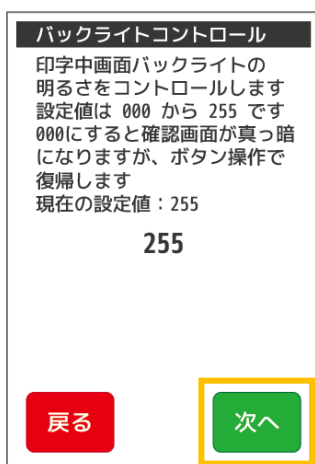 バックライトコントロール
印字中画面バックライトの
明るさをコントロールします
設定値は 000 から 255 です
000にすると確認画面が真っ暗
になりますが、ボタン操作で
復帰します
現在の設定値：255
255
戻る
次へ